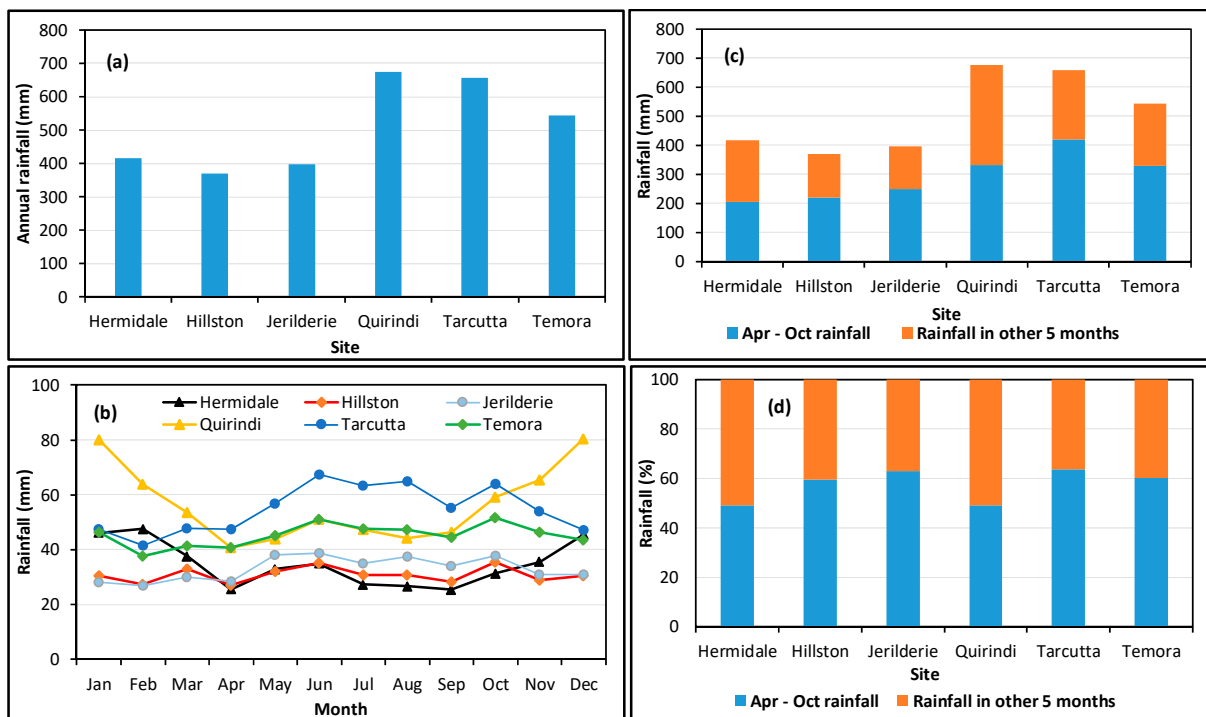 (a)
Annual rainfall (mm)
800
700
600
500
400
300
200
100
0
Hermidale Hillston Jerilderie Quirindi Tarcutta Temora
Site
(c)
Rainfall (mm)
800
700
600
500
400
300
200
100
0
Hermidale Hillston Jerilderie Quirindi Tarcutta Temora
Site
Apr - Oct rainfall Rainfall in other 5 months
(b)
Hermidale Hillston Jerilderie
Quirindi Tarcutta Temora
Rainfall (mm)
100
80
60
40
20
0
Jan Feb Mar Apr May Jun Jul Aug Sep Oct Nov Dec
Month
(d)
Rainfall (%)
100
80
60
40
20
0
Hermidale Hillston Jerilderie Quirindi Tarcutta Temora
Site
Apr - Oct rainfall Rainfall in other 5 months